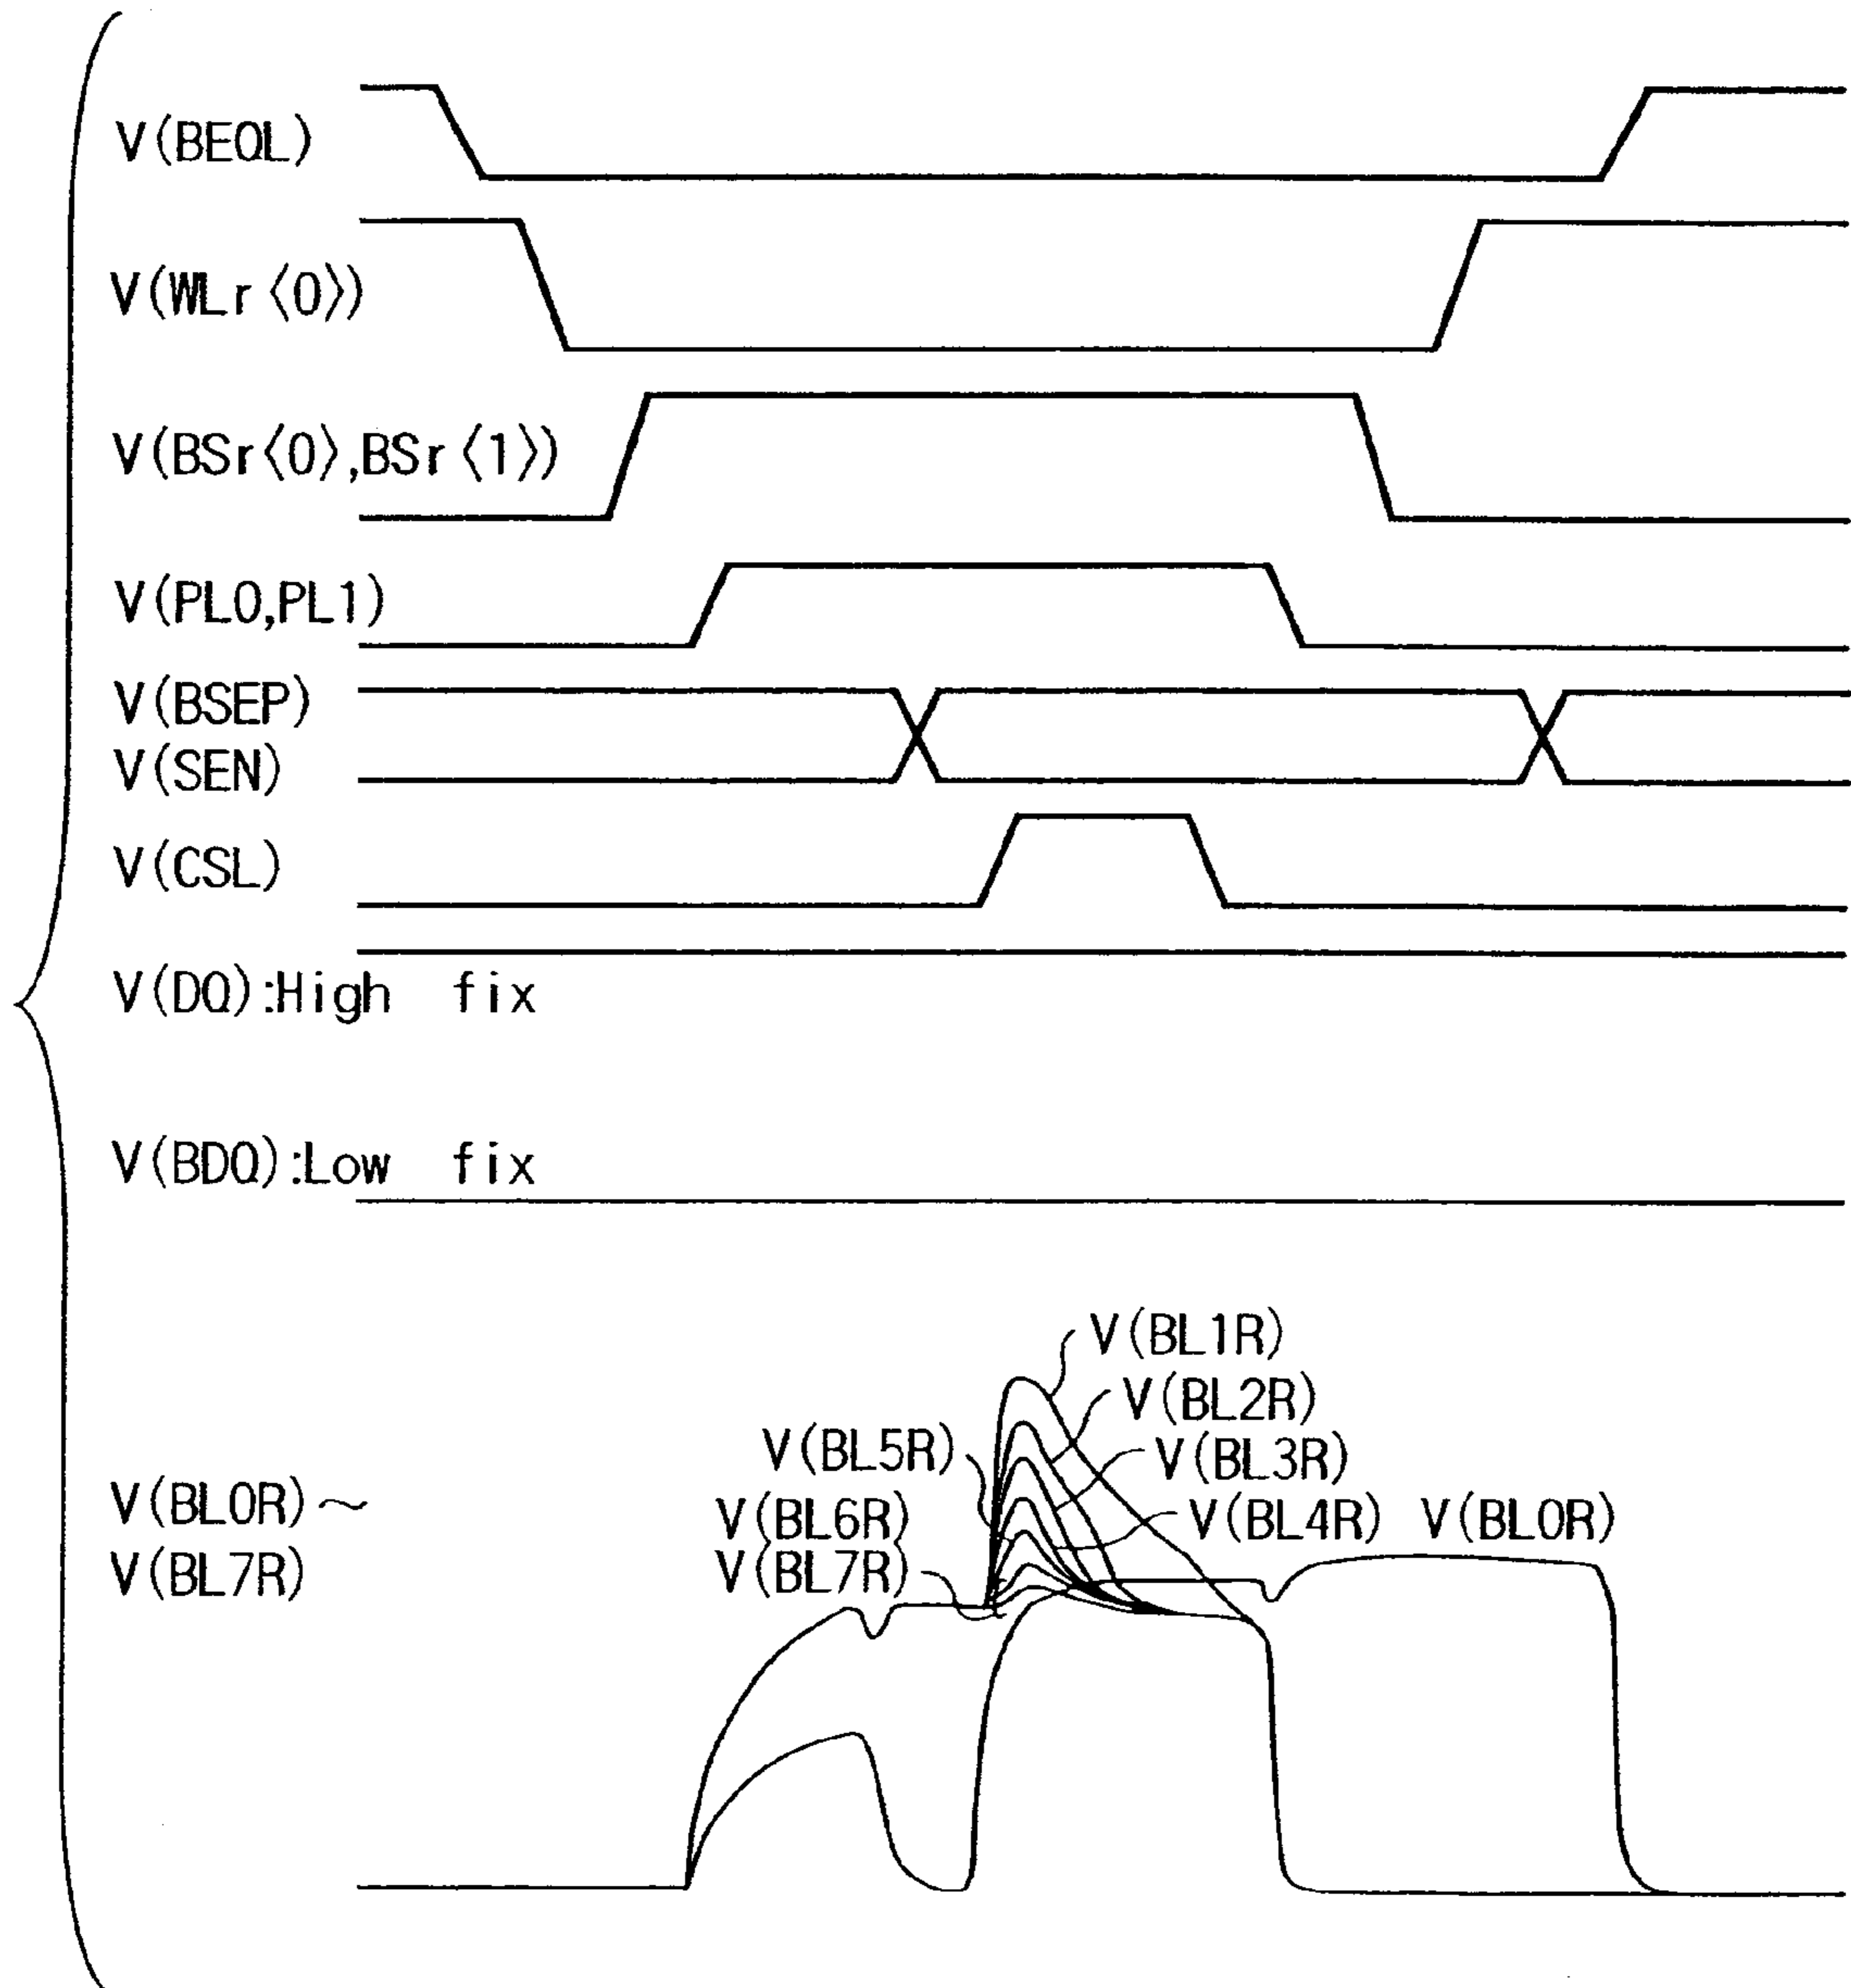 V(BEQL)
V(WLr〈0〉)
V(BSr〈0〉,BSr〈1〉)
V(PL0,PL1)
V(BSEP)
V(SEN)
V(CSL)
V(DQ):High fix
V(BDQ):Low fix
V(BL1R)
V(BL2R)
V(BL5R)
V(BL3R)
V(BL0R)～
V(BL6R)
V(BL4R) V(BL0R)
V(BL7R)
V(BL7R)